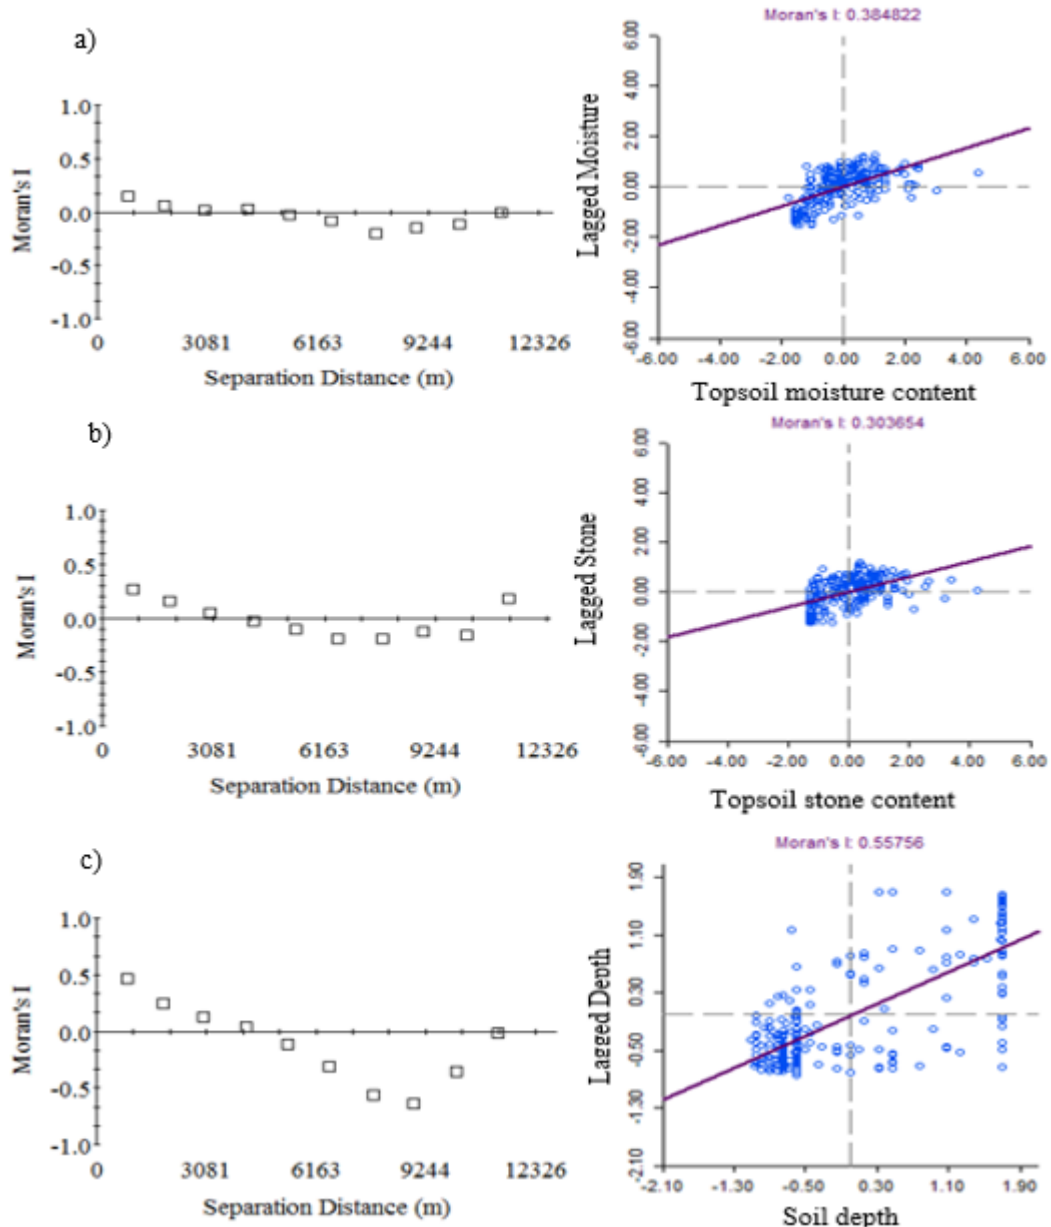 a)
1.0
0.5
0.0
-0.5
-1.0
Moran's I
0 3081 6163 9244 12326
Separation Distance (m)
Moran's I: 0.384822
6.00
4.00
2.00
0.00
-2.00
-4.00
-6.00
Lagged Moisture
-6.00 -4.00 -2.00 0.00 2.00 4.00 6.00
Topsoil moisture content
b)
1.0
0.5
0.0
-0.5
-1.0
Moran's I
0 3081 6163 9244 12326
Separation Distance (m)
Moran's I: 0.303654
6.00
4.00
2.00
0.00
-2.00
-4.00
-6.00
Lagged Stone
-6.00 -4.00 -2.00 0.00 2.00 4.00 6.00
Topsoil stone content
c)
1.0
0.5
0.0
-0.5
-1.0
Moran's I
0 3081 6163 9244 12326
Separation Distance (m)
Moran's I: 0.55756
1.90
1.10
0.30
-0.50
-1.30
-2.10
Lagged Depth
-2.10 -1.30 -0.50 0.30 1.10 1.90
Soil depth